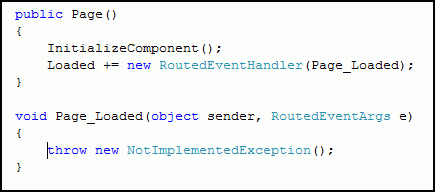 public Page()
{
    InitializeComponent();
    Loaded += new RoutedEventHandler(Page_Loaded);
}

void Page_Loaded(object sender, RoutedEventArgs e)
{
    throw new NotImplementedException();
}